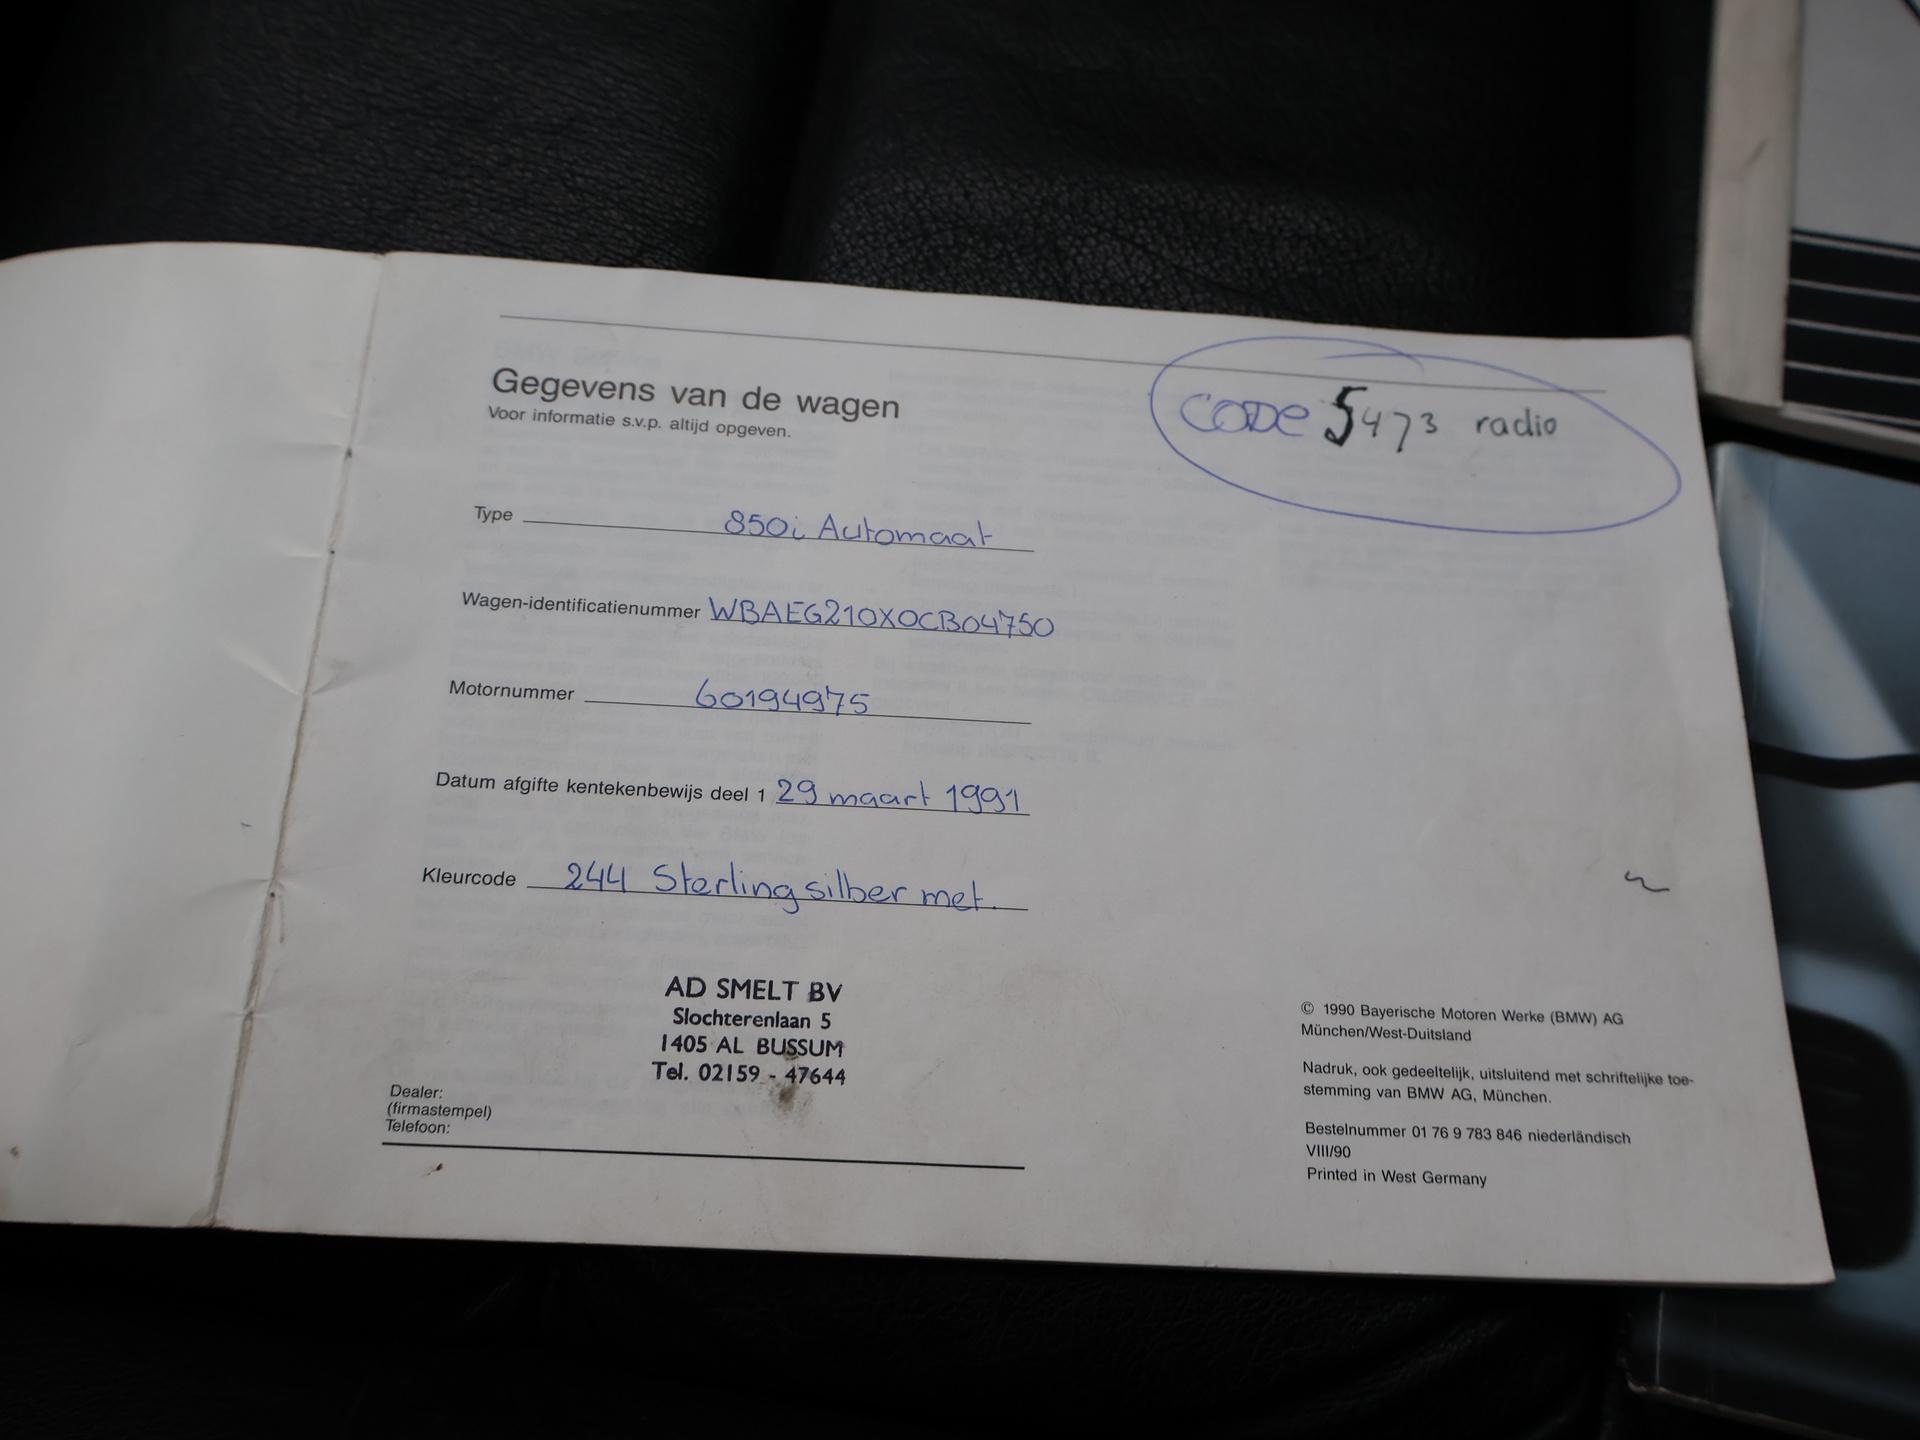 Gegevens van de wagen
Voor informatie s.v.p. altijd opgeven.
CODE 5473 radio
Type 850i Automaat
Wagen-identificatienummer WBAEG210X0CB04750
Motornummer 60194975
Datum afgifte kentekenbewijs deel 1 29 maart 1991
Kleurcode 244 Sterlingsilber met.
AD SMELT BV
Slochterenlaan 5
1405 AL BUSSUM
Tel. 02159 - 47644
Dealer:
(firmastempel)
Telefoon:
© 1990 Bayerische Motoren Werke (BMW) AG
München/West-Duitsland
Nadruk, ook gedeeltelijk, uitsluitend met schriftelijke toe-
stemming van BMW AG, München.
Bestelnummer 01 76 9 783 846 niederländisch
VIII/90
Printed in West Germany